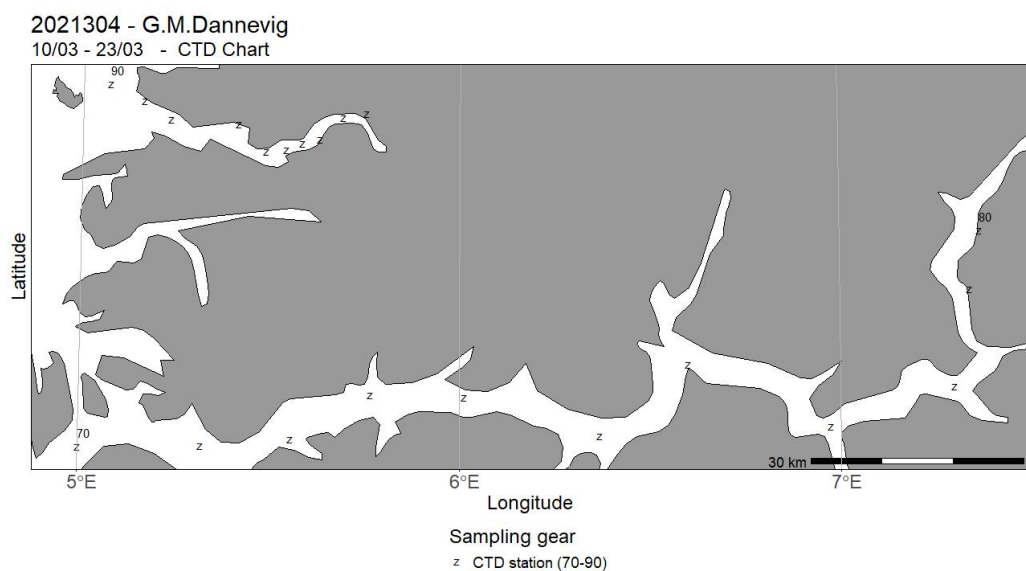 2021304 - G.M.Dannevig
10/03 - 23/03 - CTD Chart
90
z
z
z
z
z
z
z
z
z
z
80
z
z
z
z
z
z
z
z
70
z
z
z
z
30 km
5°E
6°E
7°E
Latitude
Longitude
Sampling gear
z CTD station (70-90)